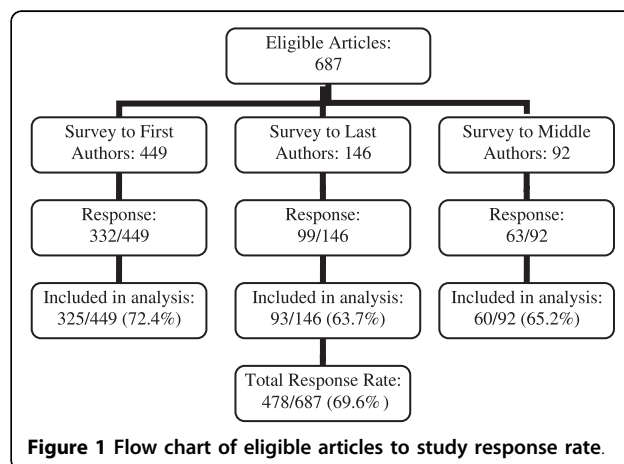 Eligible Articles:
687
Survey to First
Authors: 449
Survey to Last
Authors: 146
Survey to Middle
Authors: 92
Response:
332/449
Response:
99/146
Response:
63/92
Included in analysis:
325/449 (72.4%)
Included in analysis:
93/146 (63.7%)
Included in analysis:
60/92 (65.2%)
Total Response Rate:
478/687 (69.6% )
Figure 1 Flow chart of eligible articles to study response rate.